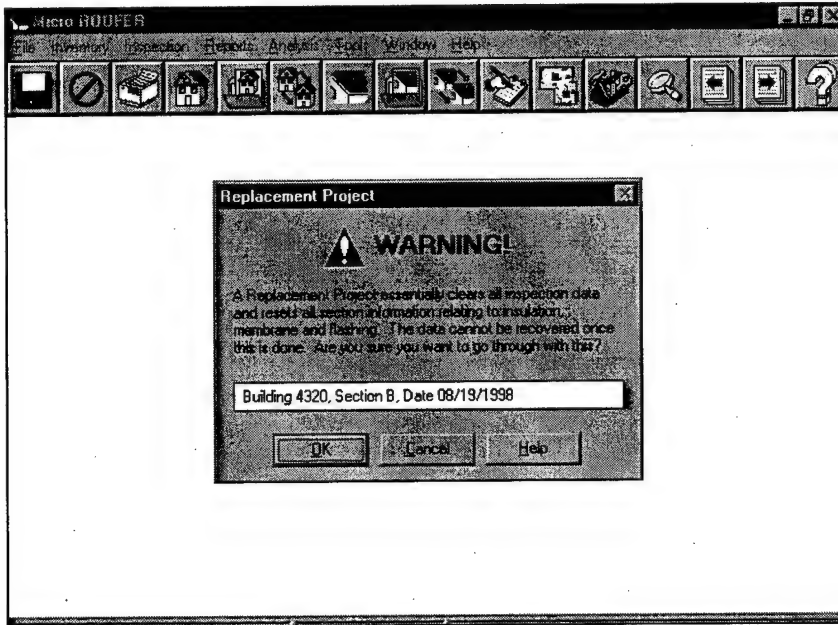 Micro ROOFER
File Inventory Inspection Reports Analysis Tools Window Help
Replacement Project
WARNING!
A Replacement Project essentially clears all inspection data
and resets all section information relating to insulation,
membrane and flashing. The data cannot be recovered once
this is done. Are you sure you want to go through with this?
Building 4320, Section B, Date 08/19/1998
OK Cancel Help